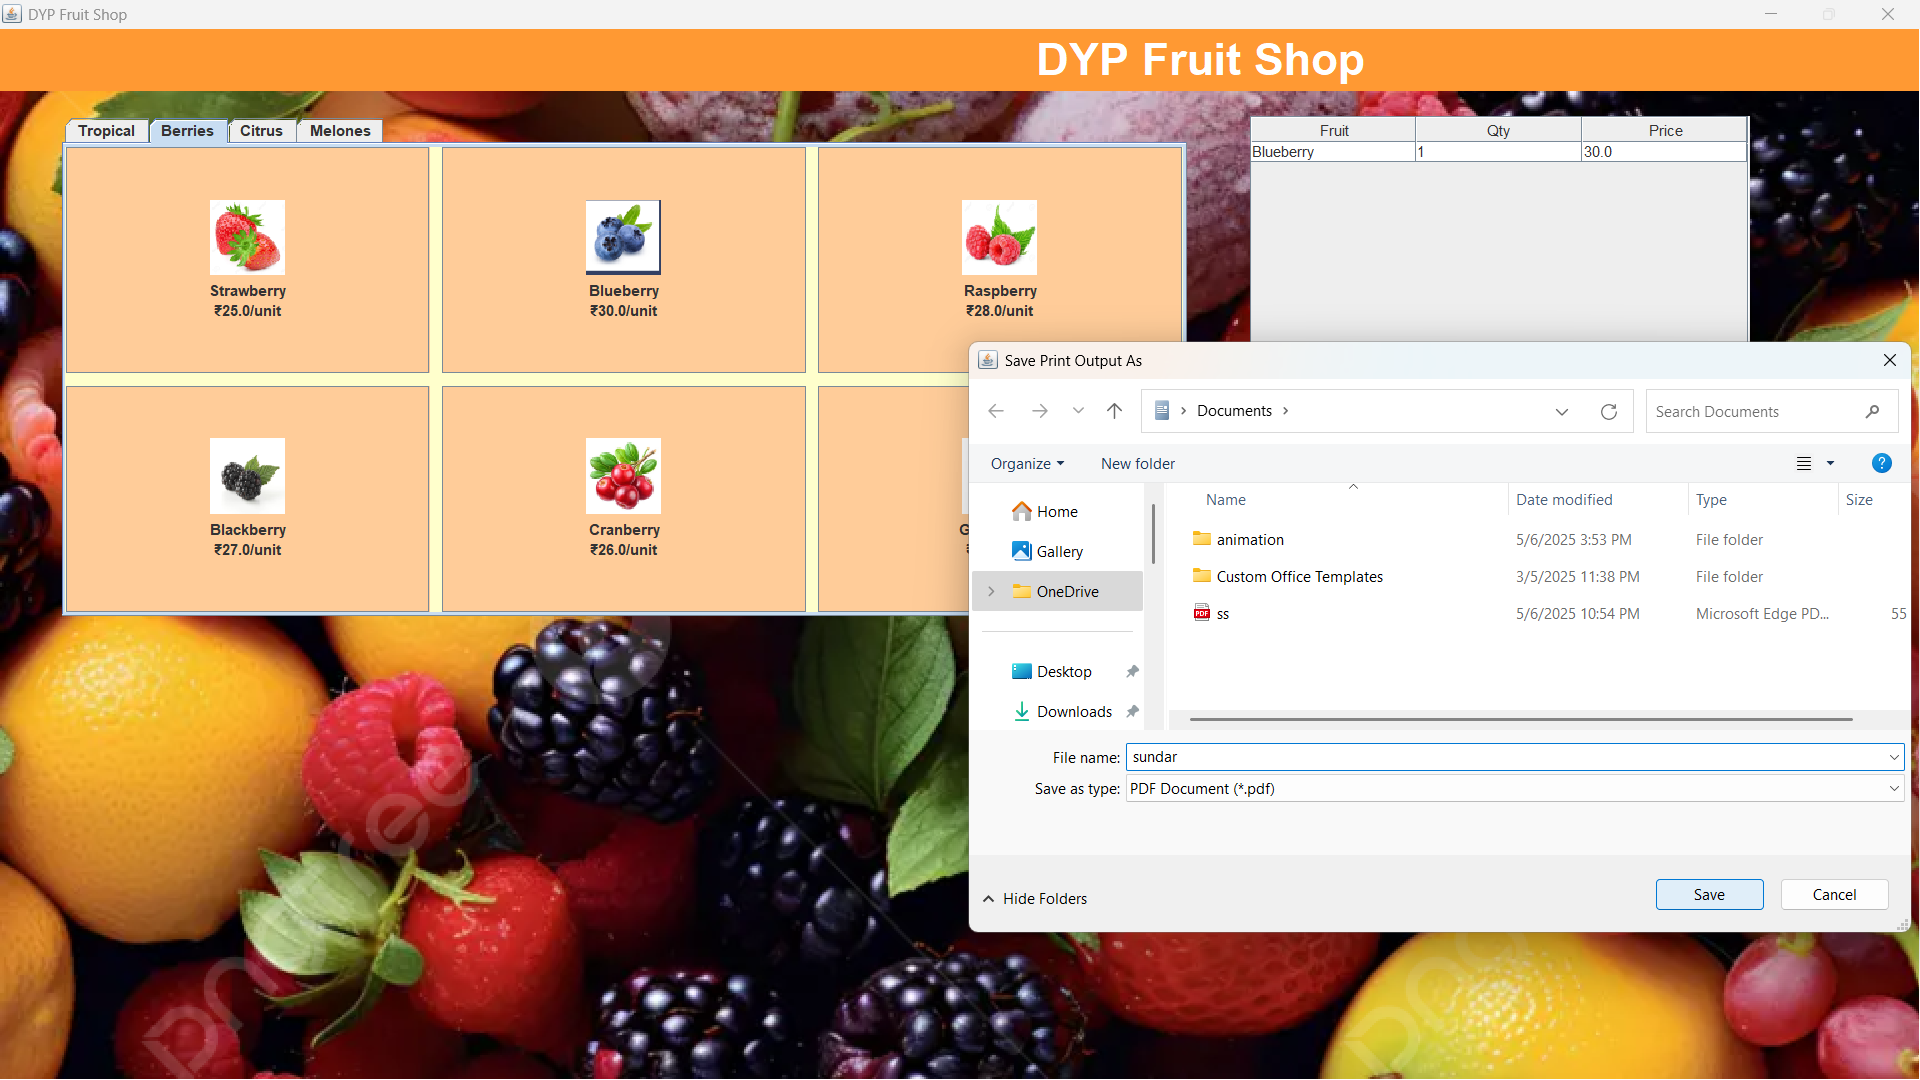 DYP Fruit Shop
DYP Fruit Shop
Tropical Berries Citrus Melones
Strawberry
₹25.0/unit
Blueberry
₹30.0/unit
Raspberry
₹28.0/unit
Blackberry
₹27.0/unit
Cranberry
₹26.0/unit
G
Fruit Qty Price
Blueberry 1 30.0
Save Print Output As
Documents
Search Documents
Organize New folder
Home
Gallery
OneDrive
Desktop
Downloads
Name Date modified Type Size
animation 5/6/2025 3:53 PM File folder
Custom Office Templates 3/5/2025 11:38 PM File folder
PDF ss 5/6/2025 10:54 PM Microsoft Edge PD... 55
File name: sundar
Save as type: PDF Document (*.pdf)
Hide Folders
Save Cancel